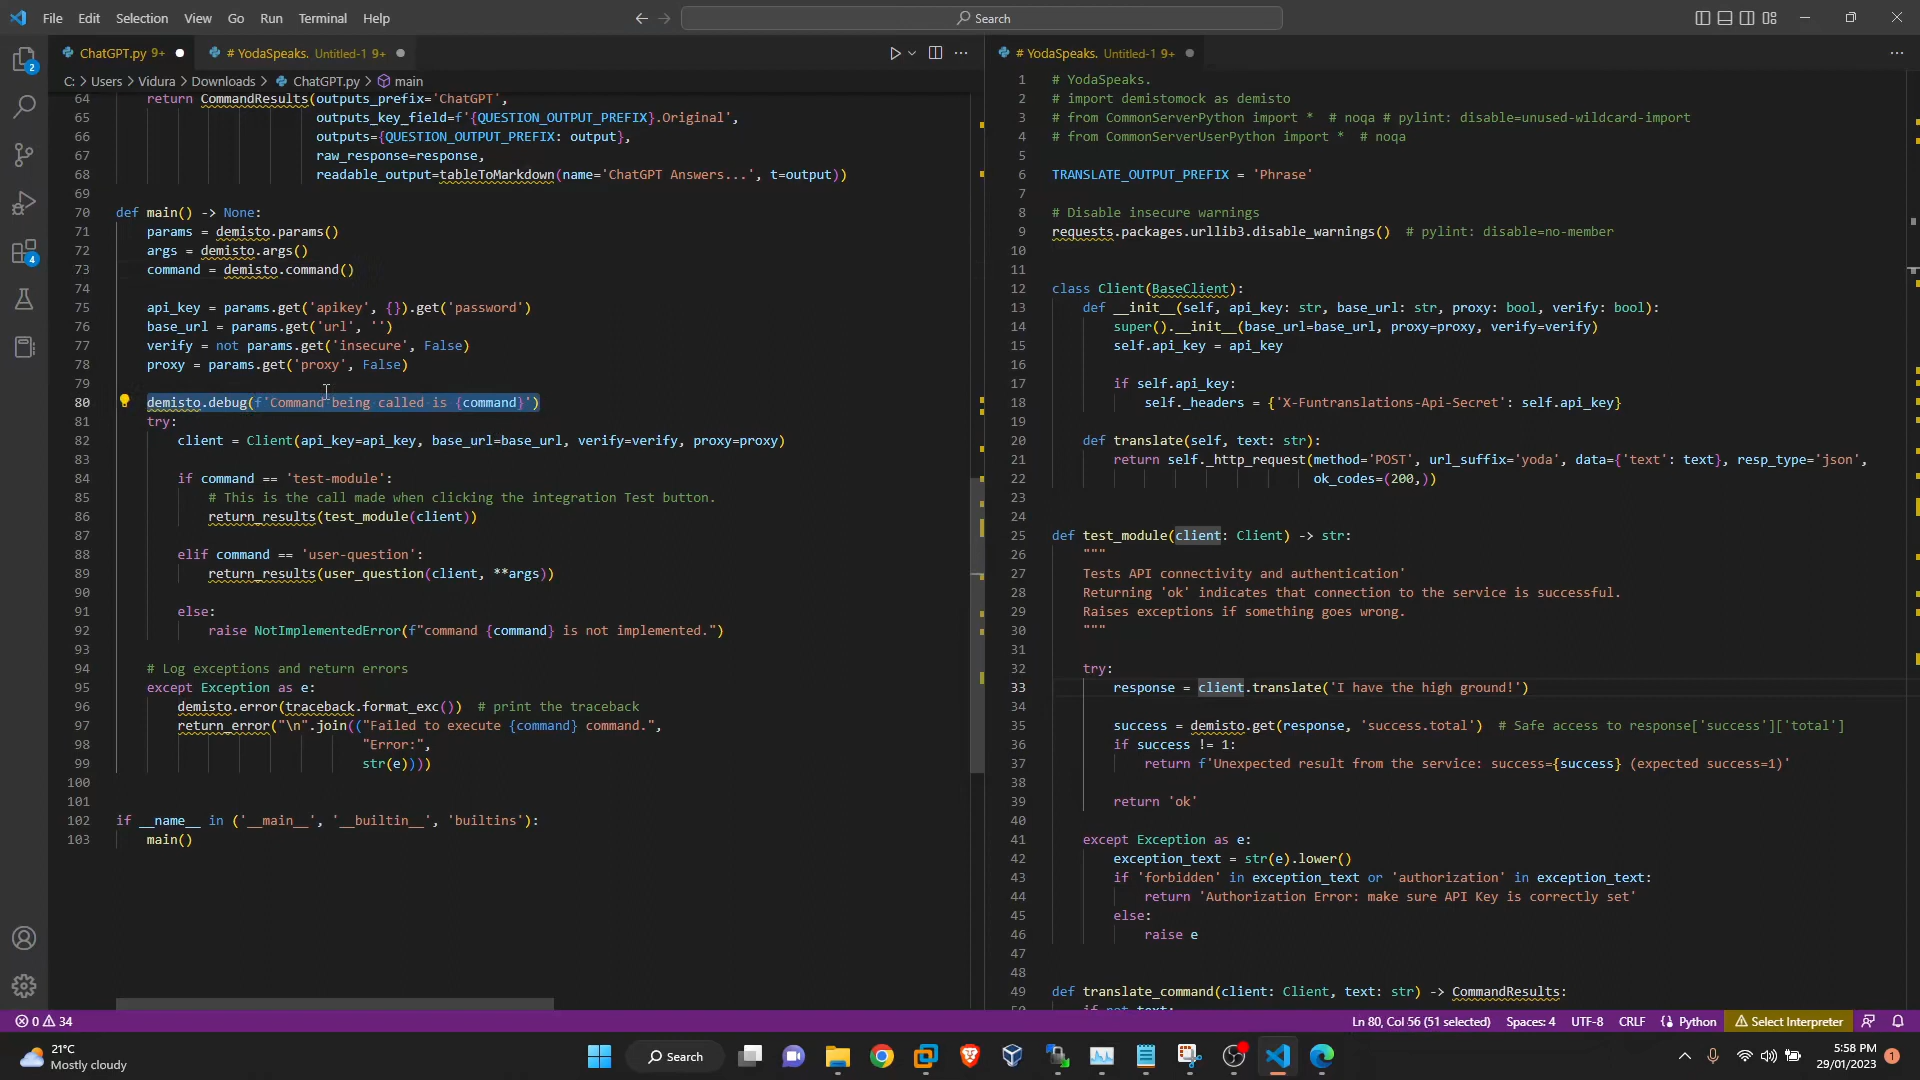 File Edit Selection View Go Run Terminal Help
Search
ChatGPT.py 9+
# YodaSpeaks. Untitled-1 9+
C: > Users > Vidura > Downloads > ChatGPT.py > main
64 return CommandResults(outputs_prefix='ChatGPT',
65 outputs_key_field=f'{QUESTION_OUTPUT_PREFIX}.Original',
66 outputs={QUESTION_OUTPUT_PREFIX: output},
67 raw_response=response,
68 readable_output=tableToMarkdown(name='ChatGPT Answers...', t=output))
69
70 def main() -> None:
71 params = demisto.params()
72 args = demisto.args()
73 command = demisto.command()
74
75 api_key = params.get('apikey', {}).get('password')
76 base_url = params.get('url', '')
77 verify = not params.get('insecure', False)
78 proxy = params.get('proxy', False)
79
80 demisto.debug(f'Command being called is {command}')
81 try:
82 client = Client(api_key=api_key, base_url=base_url, verify=verify, proxy=proxy)
83
84 if command == 'test-module':
85 # This is the call made when clicking the integration Test button.
86 return_results(test_module(client))
87
88 elif command == 'user-question':
89 return_results(user_question(client, **args))
90
91 else:
92 raise NotImplementedError(f"command {command} is not implemented.")
93
94 # Log exceptions and return errors
95 except Exception as e:
96 demisto.error(traceback.format_exc()) # print the traceback
97 return_error("\n".join(("Failed to execute {command} command.",
98 "Error:",
99 str(e))))
100
101
102 if __name__ in ('__main__', '__builtin__', 'builtins'):
103 main()
# YodaSpeaks. Untitled-1 9+
1 # YodaSpeaks.
2 # import demistomock as demisto
3 # from CommonServerPython import * # noqa # pylint: disable=unused-wildcard-import
4 # from CommonServerUserPython import * # noqa
5
6 TRANSLATE_OUTPUT_PREFIX = 'Phrase'
7
8 # Disable insecure warnings
9 requests.packages.urllib3.disable_warnings() # pylint: disable=no-member
10
11
12 class Client(BaseClient):
13 def __init__(self, api_key: str, base_url: str, proxy: bool, verify: bool):
14 super().__init__(base_url=base_url, proxy=proxy, verify=verify)
15 self.api_key = api_key
16
17 if self.api_key:
18 self._headers = {'X-Funtranslations-Api-Secret': self.api_key}
19
20 def translate(self, text: str):
21 return self._http_request(method='POST', url_suffix='yoda', data={'text': text}, resp_type='json',
22 ok_codes=(200,))
23
24
25 def test_module(client: Client) -> str:
26 """
27 Tests API connectivity and authentication'
28 Returning 'ok' indicates that connection to the service is successful.
29 Raises exceptions if something goes wrong.
30 """
31
32 try:
33 response = client.translate('I have the high ground!')
34
35 success = demisto.get(response, 'success.total') # Safe access to response['success']['total']
36 if success != 1:
37 return f'Unexpected result from the service: success={success} (expected success=1)'
38
39 return 'ok'
40
41 except Exception as e:
42 exception_text = str(e).lower()
43 if 'forbidden' in exception_text or 'authorization' in exception_text:
44 return 'Authorization Error: make sure API Key is correctly set'
45 else:
46 raise e
47
48
49 def translate_command(client: Client, text: str) -> CommandResults:
2
4
0 34
Ln 80, Col 56 (51 selected) Spaces: 4 UTF-8 CRLF Python Select Interpreter
21°C
Mostly cloudy
Search
5:58 PM
29/01/2023
1